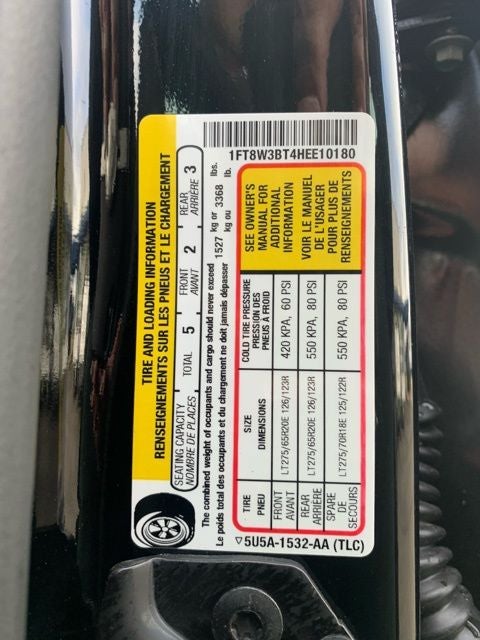 1FT8W3BT4HEE10180
TIRE AND LOADING INFORMATION
RENSEIGNEMENTS SUR LES PNEUS ET LE CHARGEMENT
SEATING CAPACITY TOTAL 5 FRONT 2 REAR 3
NOMBRE DE PLACES AVANT ARRIÈRE
The combined weight of occupants and cargo should never exceed 1527 kg or 3368 lbs.
Le poids total des occupants et du chargement ne doit jamais dépasser kg ou lb.
TIRE SIZE COLD TIRE PRESSURE
PNEU DIMENSIONS PRESSION DES
PNEUS À FROID
FRONT
AVANT LT275/65R20E 126/123R 420 KPA, 60 PSI
REAR
ARRIÈRE LT275/65R20E 126/123R 550 KPA, 80 PSI
SPARE
DE
SECOURS LT275/70R18E 125/122R 550 KPA, 80 PSI
SEE OWNER'S
MANUAL FOR
ADDITIONAL
INFORMATION
VOIR LE MANUEL
DE L'USAGER
POUR PLUS DE
RENSEIGNEMENTS
▽5U5A-1532-AA (TLC)